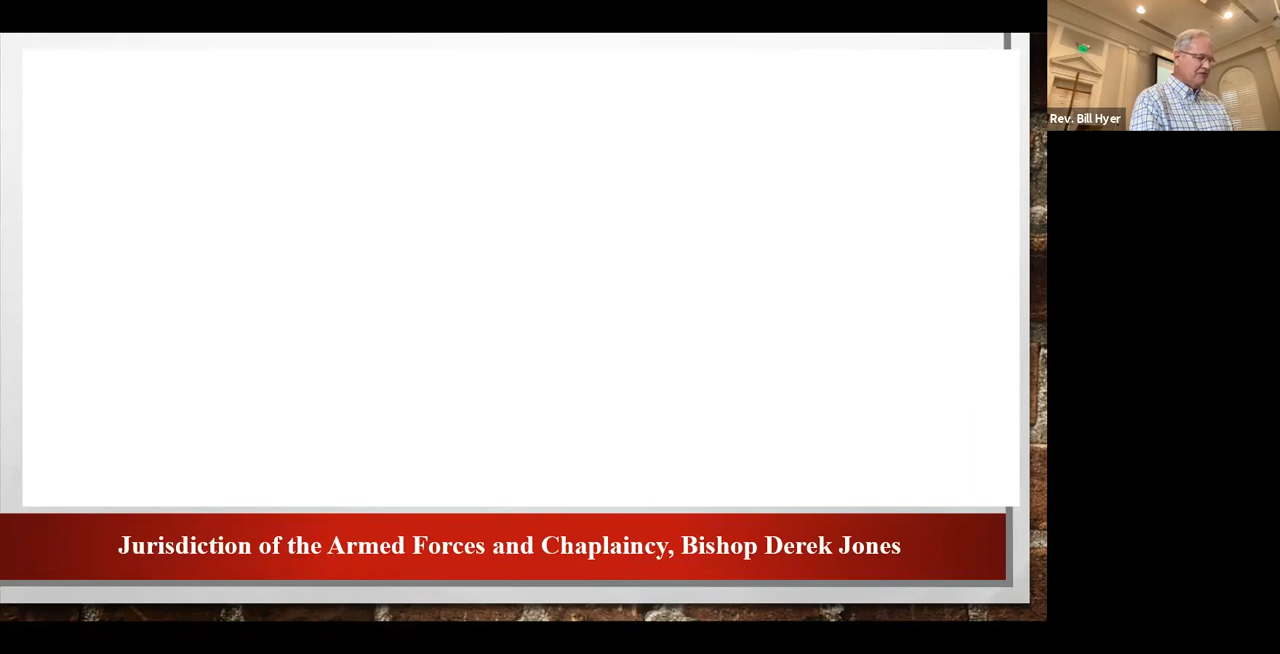 Rev. Bill Hyer
Jurisdiction of the Armed Forces and Chaplaincy, Bishop Derek Jones